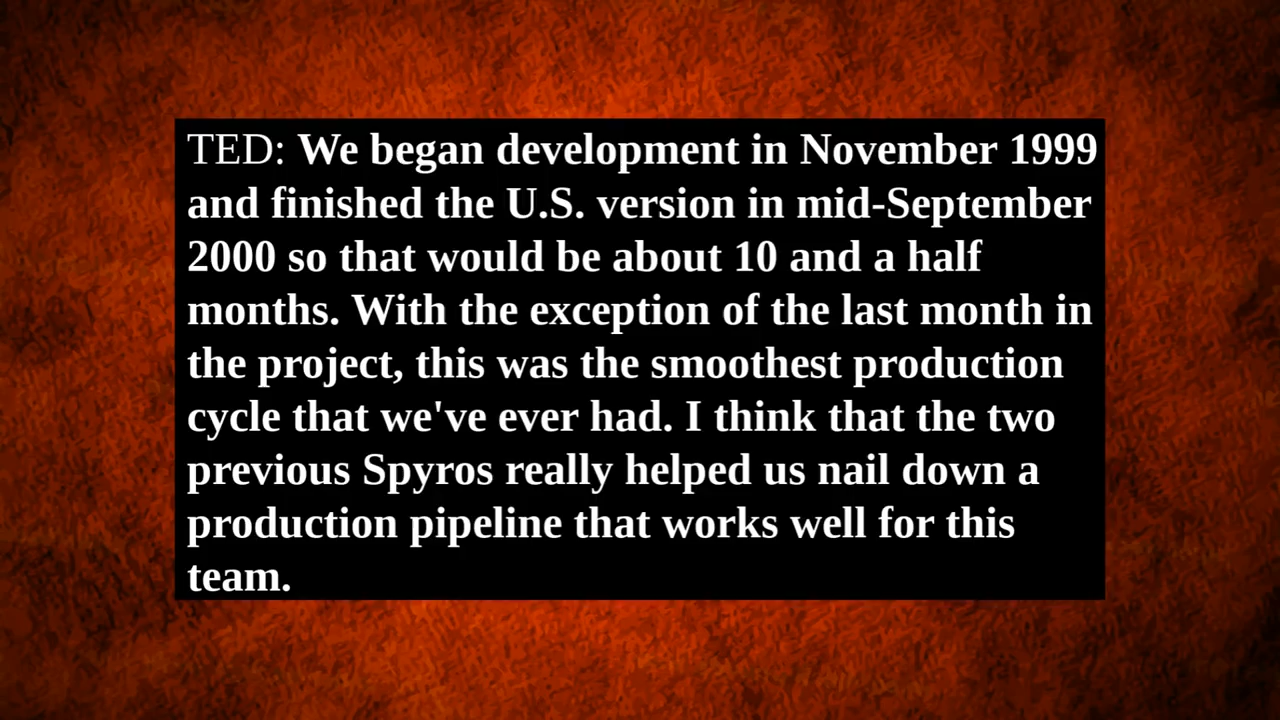 TED: We began development in November 1999
and finished the U.S. version in mid-September
2000 so that would be about 10 and a half
months. With the exception of the last month in
the project, this was the smoothest production
cycle that we've ever had. I think that the two
previous Spyros really helped us nail down a
production pipeline that works well for this
team.